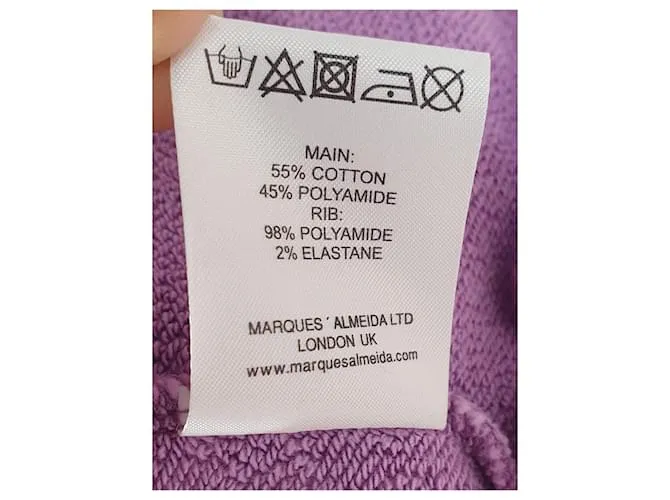 MAIN:
55% COTTON
45% POLYAMIDE
RIB:
98% POLYAMIDE
2% ELASTANE
MARQUES ´ALMEIDA LTD
LONDON UK
www.marquesalmeida.com